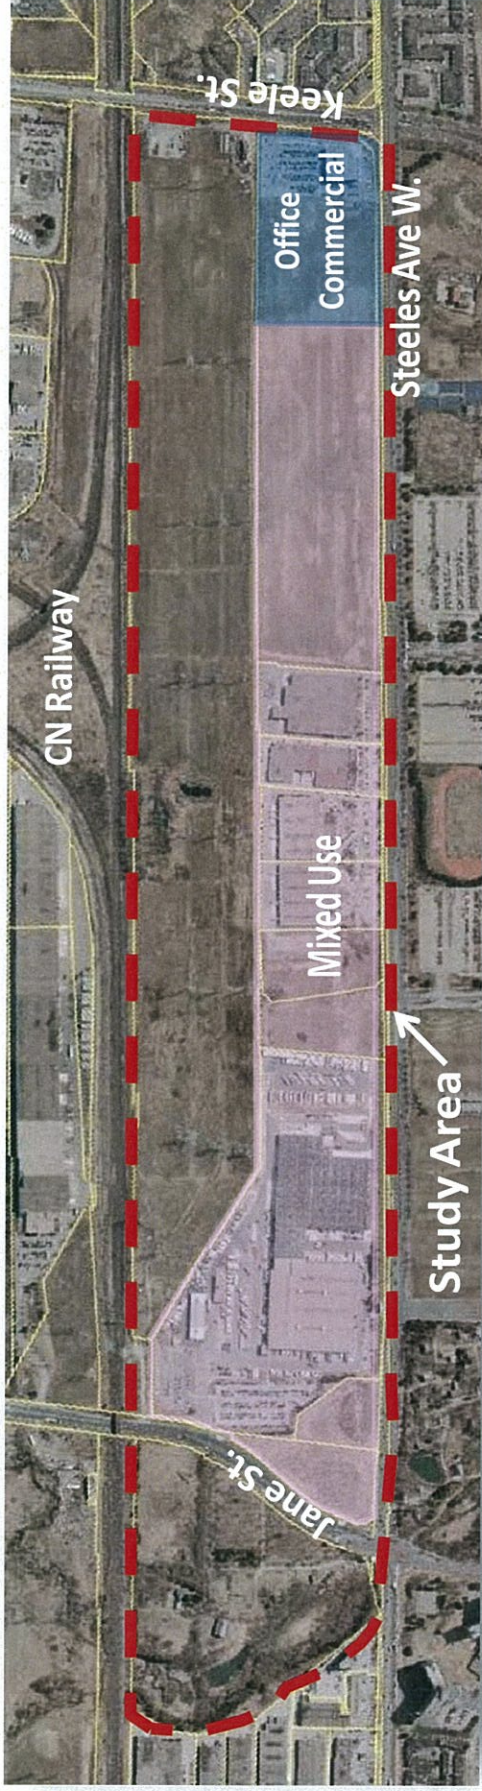 CN Railway
Keele St.
Office
Commercial
Mixed Use
Jane St.
Steeles Ave W.
Study Area